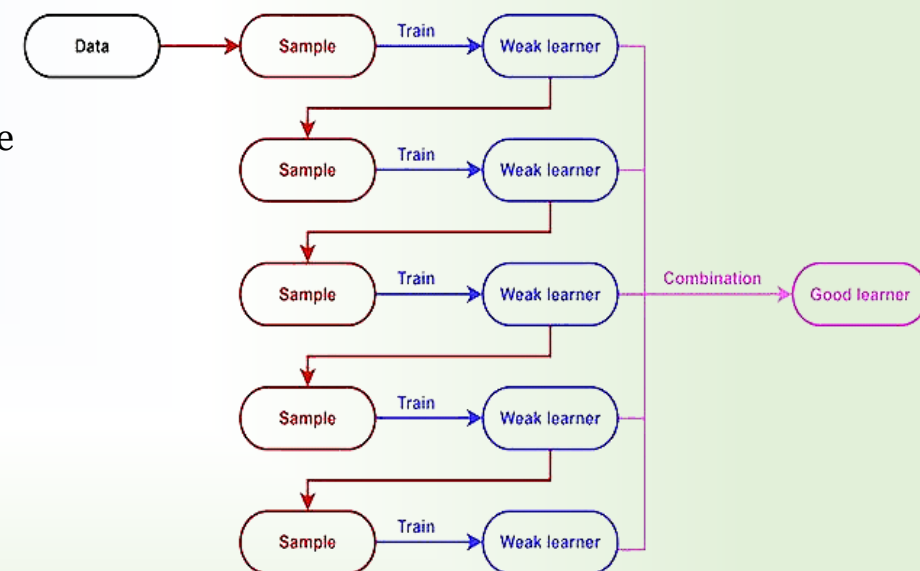 Data
Sample
Train
Weak learner
e
Sample
Train
Weak learner
Sample
Train
Weak learner
Combination
Good learner
Sample
Train
Weak learner
Sample
Train
Weak learner